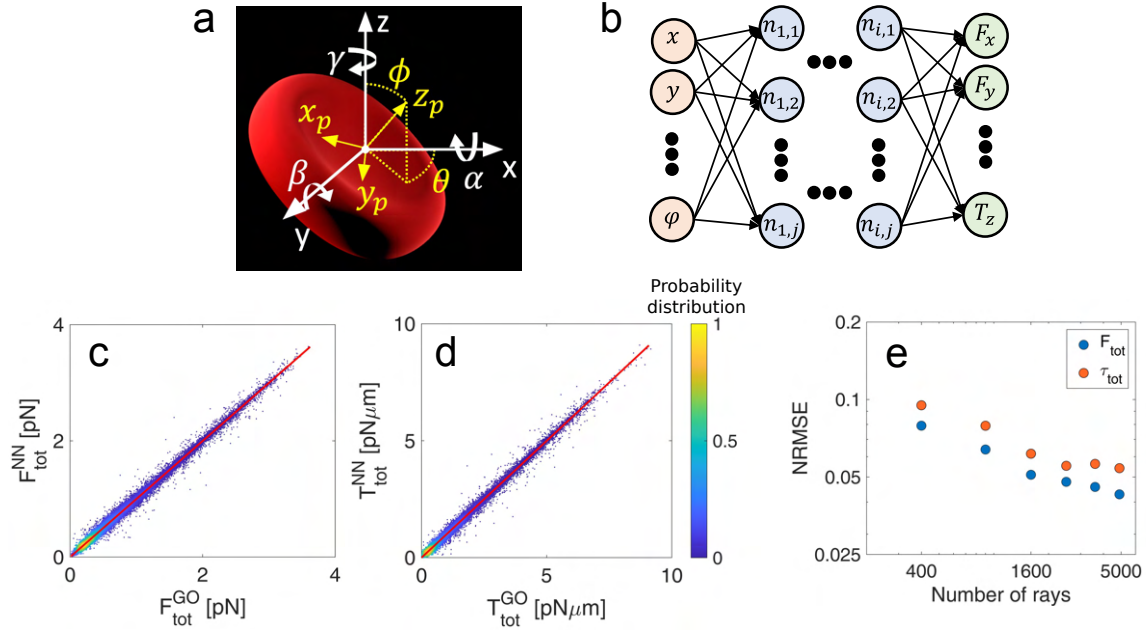 a
z
γ
ϕ
z_p
x_p
x
θ
α
y_p
β
y
b
x
y
φ
n_{1,1}
n_{1,2}
n_{1,j}
n_{i,1}
n_{i,2}
n_{i,j}
F_x
F_y
T_z
c
4
2
0
0 2 4
F_tot^NN [pN]
F_tot^GO [pN]
d
10
5
0
0 5 10
T_tot^NN [pNμm]
T_tot^GO [pNμm]
Probability
distribution
1
0.5
0
e
0.2
0.1
0.05
0.025
400 1600 5000
NRMSE
Number of rays
F_tot
τ_tot